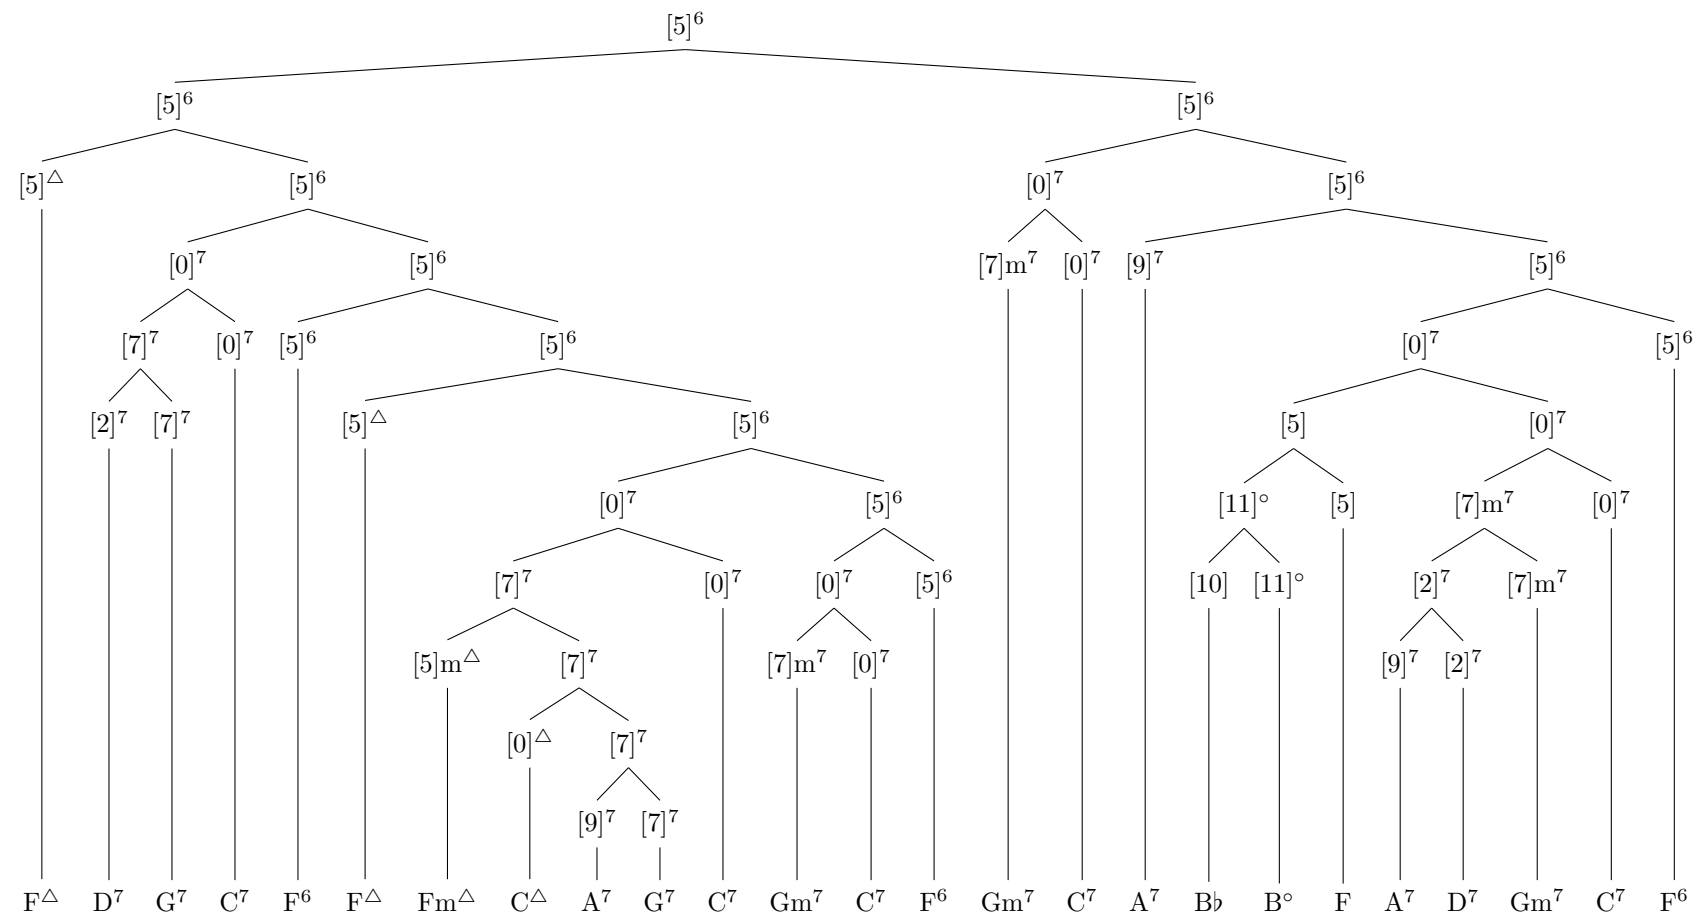 [5]⁶
[5]⁶ [5]⁶
[5]△ [5]⁶ [0]⁷ [5]⁶
[0]⁷ [5]⁶ [7]m⁷ [0]⁷ [9]⁷ [5]⁶
[7]⁷ [0]⁷ [5]⁶ [5]⁶ [0]⁷ [5]⁶
[2]⁷ [7]⁷ [5]△ [5]⁶ [5] [0]⁷
[0]⁷ [5]⁶ [11]° [5] [7]m⁷ [0]⁷
[7]⁷ [0]⁷ [0]⁷ [5]⁶ [10] [11]° [2]⁷ [7]m⁷
[5]m△ [7]⁷ [7]m⁷ [0]⁷ [9]⁷ [2]⁷
[0]△ [7]⁷
[9]⁷ [7]⁷
F△ D⁷ G⁷ C⁷ F⁶ F△ Fm△ C△ A⁷ G⁷ C⁷ Gm⁷ C⁷ F⁶ Gm⁷ C⁷ A⁷ B♭ B° F A⁷ D⁷ Gm⁷ C⁷ F⁶